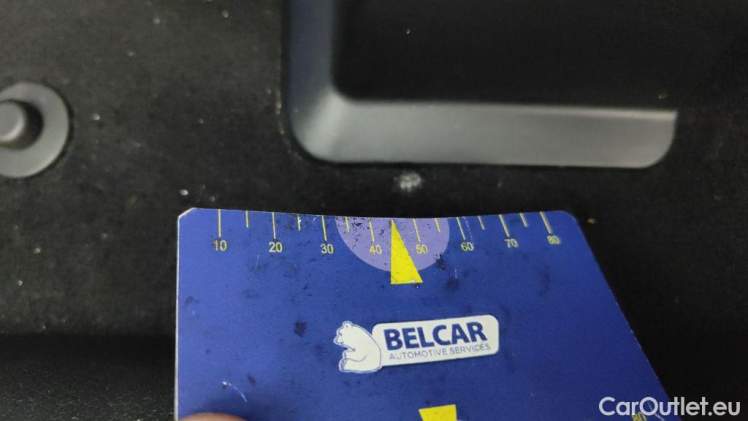 10 20 30 40 50 60 70 80
BELCAR
AUTOMOTIVE SERVICES
CarOutlet.eu